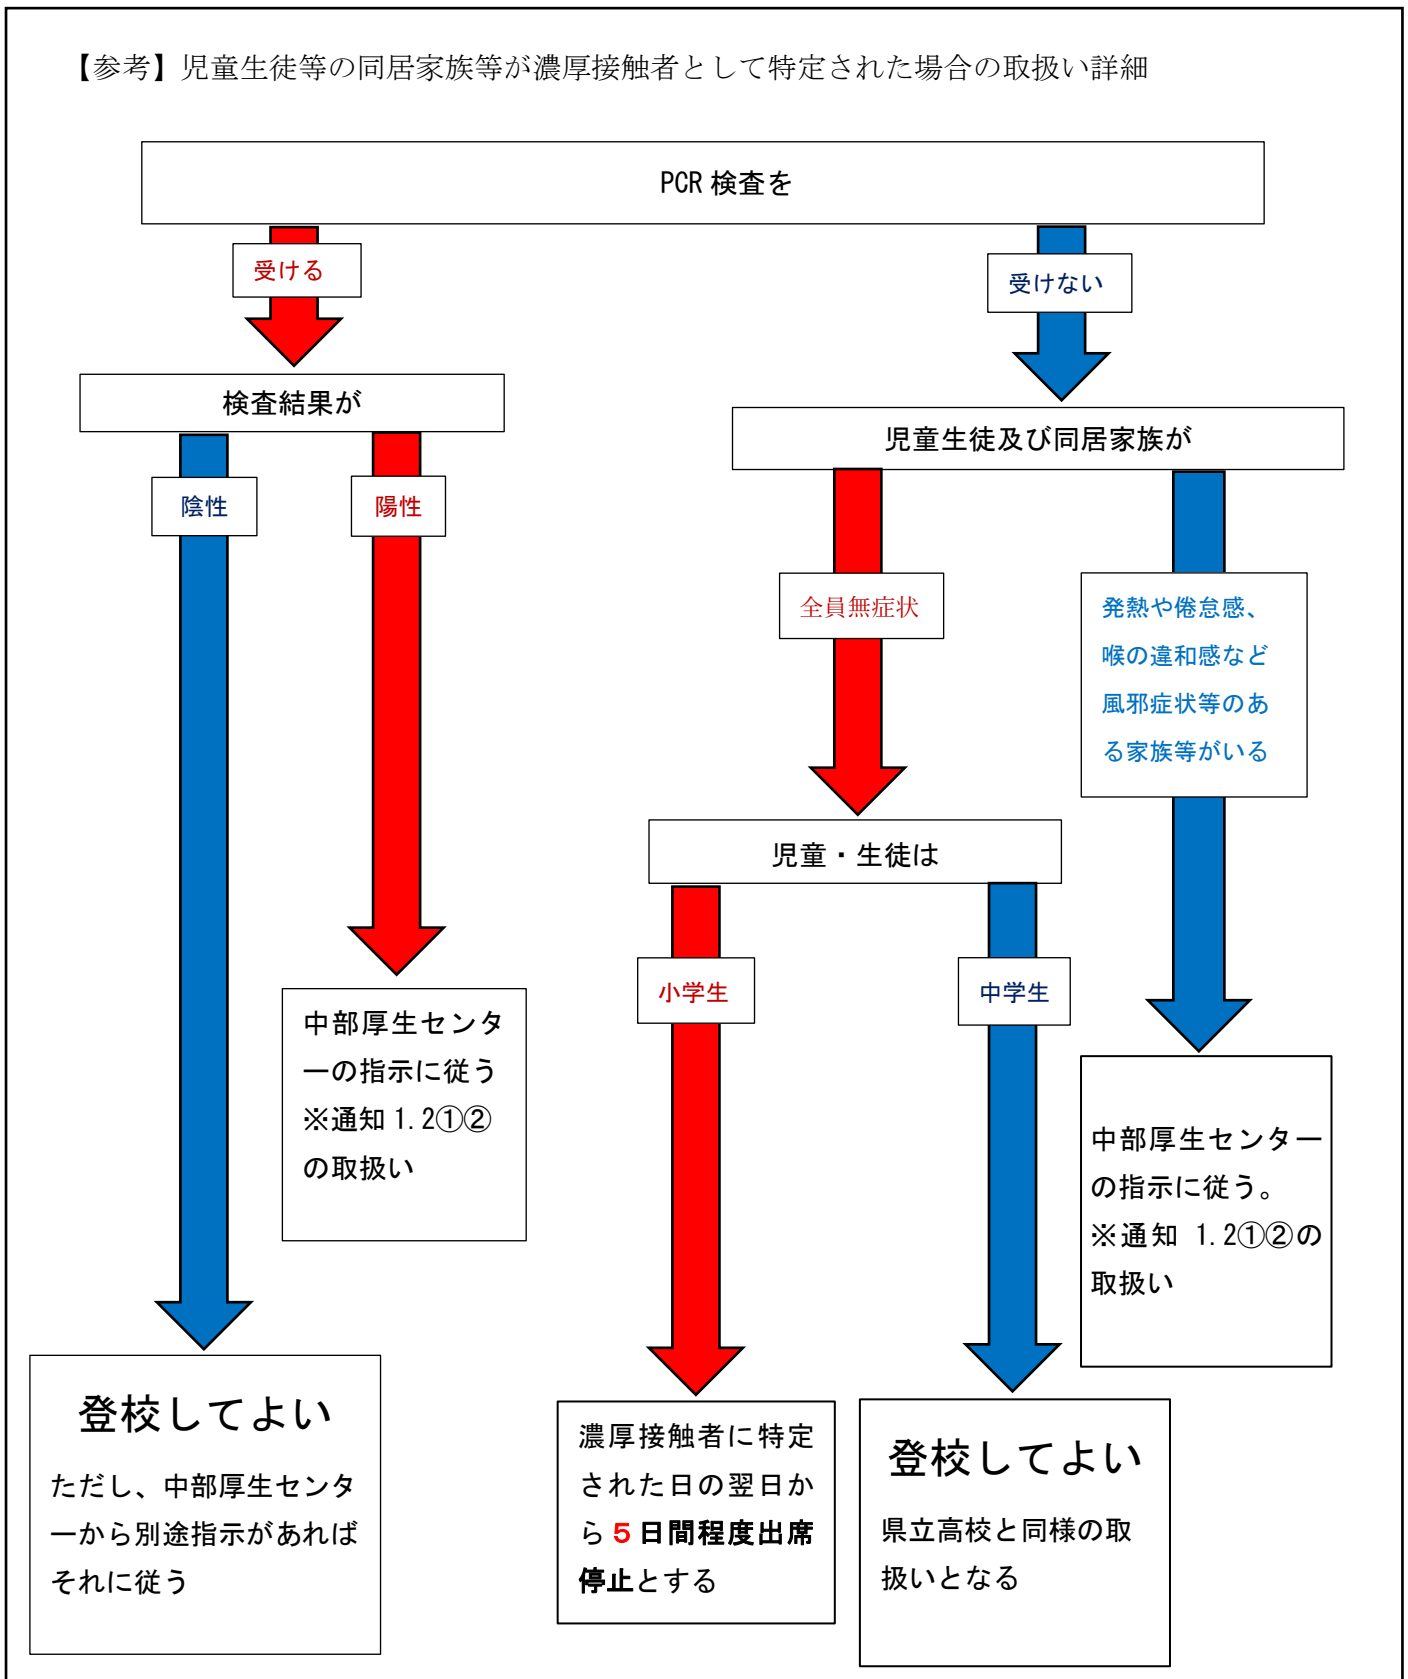 【参考】児童生徒等の同居家族等が濃厚接触者として特定された場合の取扱い詳細
PCR 検査を
受ける
受けない
検査結果が
児童生徒及び同居家族が
陰性
陽性
全員無症状
発熱や倦怠感、
喉の違和感など
風邪症状等のあ
る家族等がいる
児童・生徒は
小学生
中学生
中部厚生センタ
ーの指示に従う
※通知 1.2①②
の取扱い
中部厚生センター
の指示に従う。
※通知 1.2①②の
取扱い
登校してよい
ただし、中部厚生センタ
ーから別途指示があれば
それに従う
濃厚接触者に特定
された日の翌日か
ら５日間程度出席
停止とする
登校してよい
県立高校と同様の取
扱いとなる